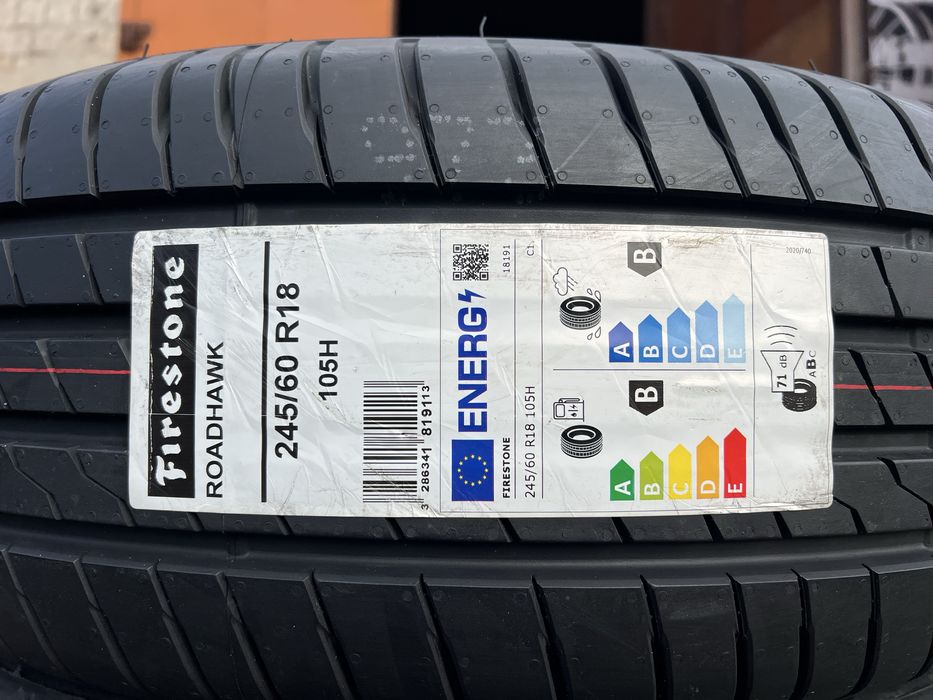 Firestone
ROADHAWK
245/60 R18
105H
3 286341 819113
ENERG
18191
C1
FIRESTONE
245/60 R18 105H
B
A
B
C
D
E
B
A
B
C
D
E
71 dB
ABC
2020/740